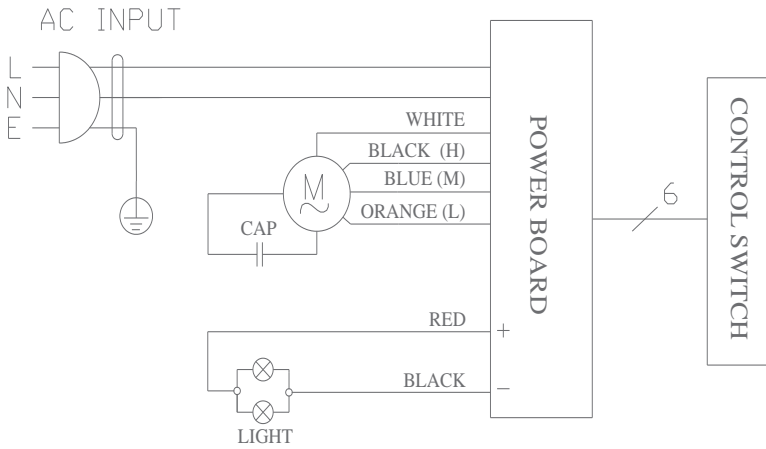 AC INPUT
L
N
E
WHITE
BLACK (H)
BLUE (M)
ORANGE (L)
M
CAP
POWER BOARD
6
CONTROL SWITCH
RED
+
BLACK
−
LIGHT